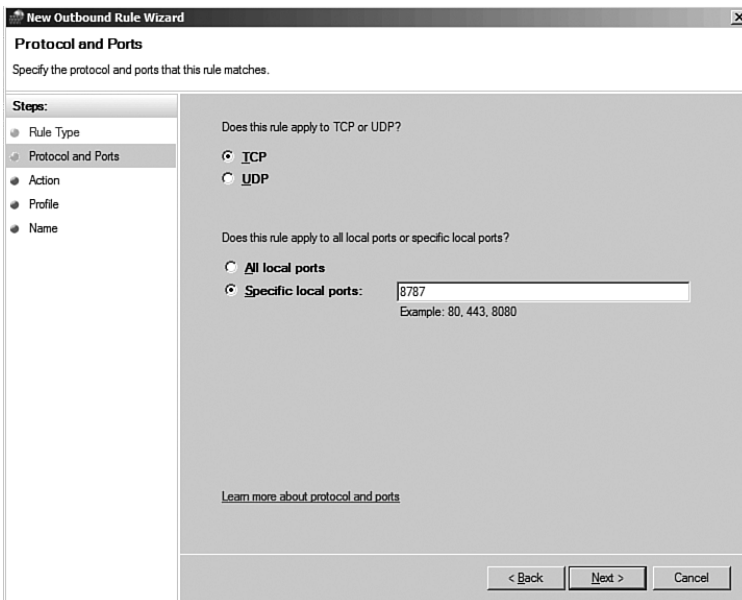 New Outbound Rule Wizard
Protocol and Ports
Specify the protocol and ports that this rule matches.
Steps:
Rule Type
Protocol and Ports
Action
Profile
Name
Does this rule apply to TCP or UDP?
TCP
UDP
Does this rule apply to all local ports or specific local ports?
All local ports
Specific local ports: 8787
Example: 80, 443, 8080
Learn more about protocol and ports
< Back Next > Cancel